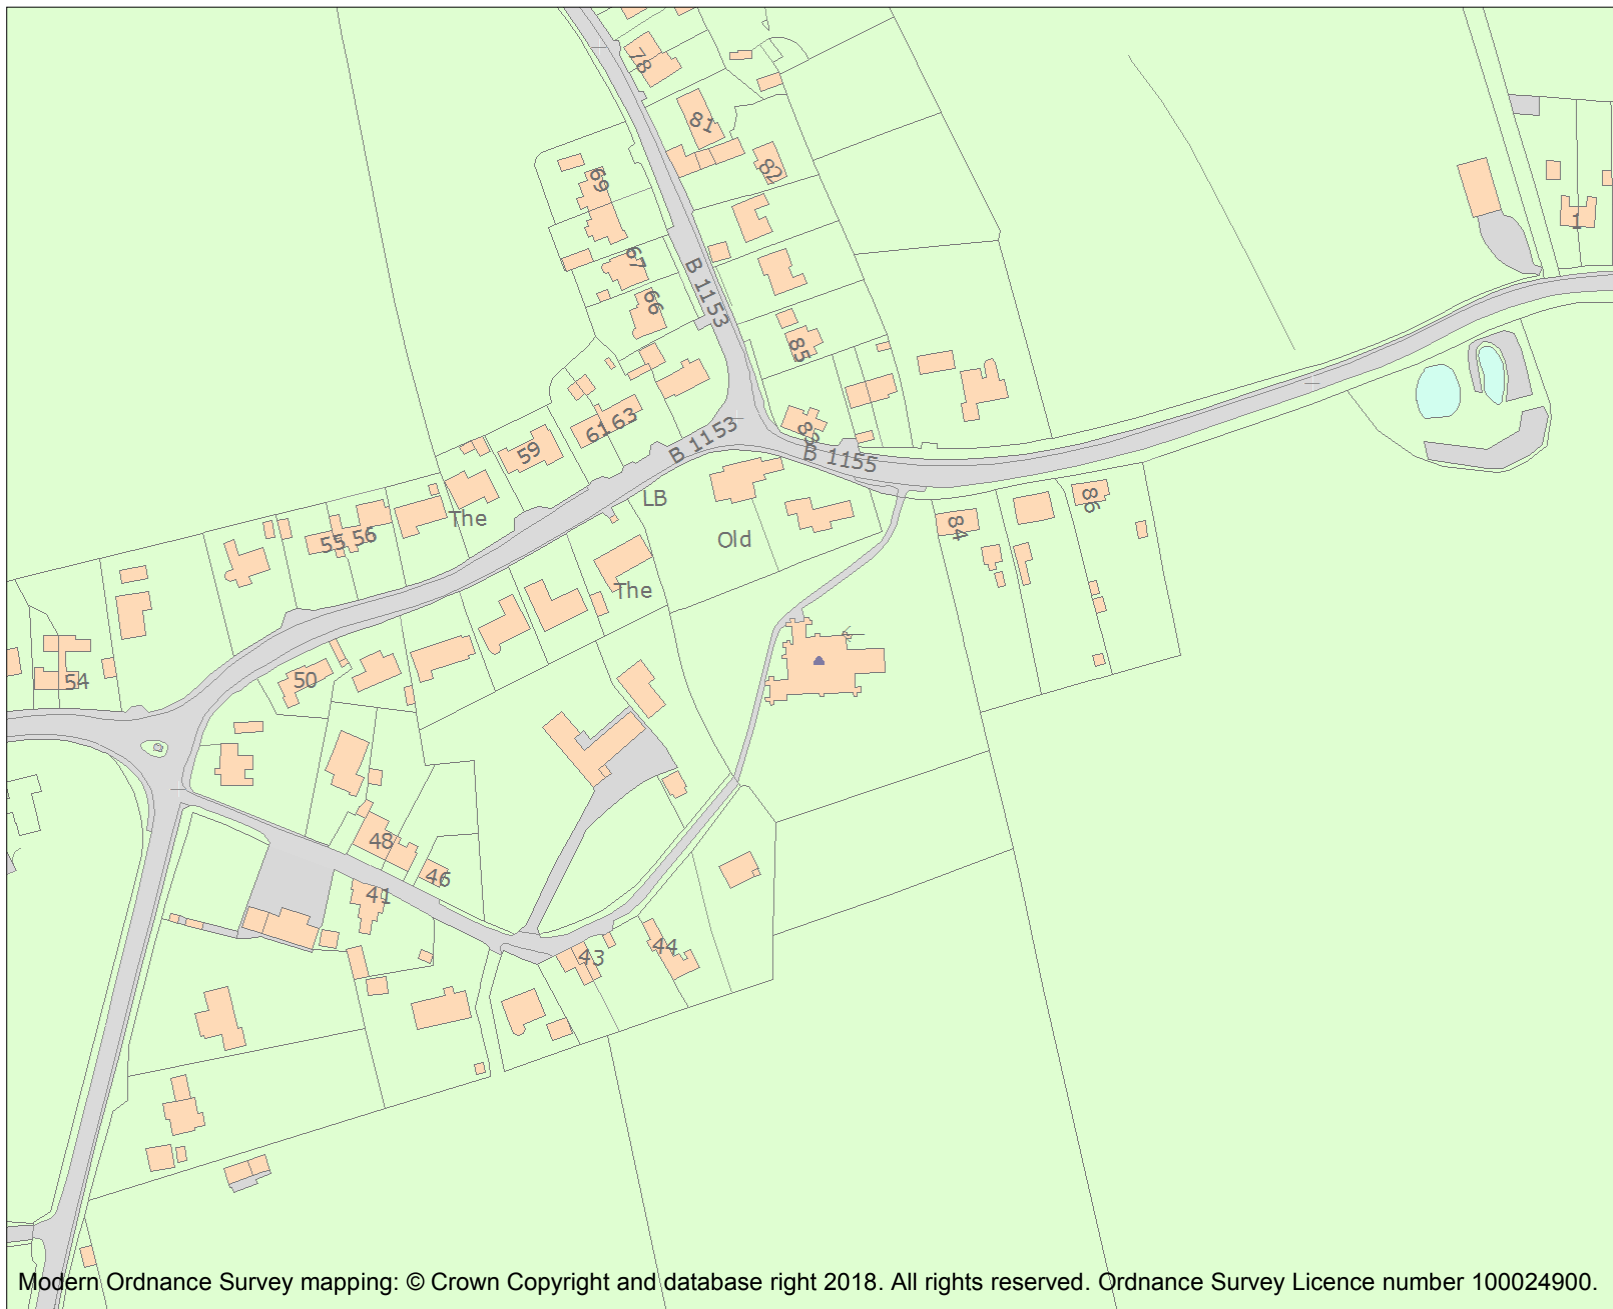 78
81
82
69
67
66
B 1153
1
85
61 63
59
B 1153
83
B 1155
LB
The
86
84
Old
55 56
The
54
50
48
46
41
43
44
Modern Ordnance Survey mapping: © Crown Copyright and database right 2018. All rights reserved. Ordnance Survey Licence number 100024900.